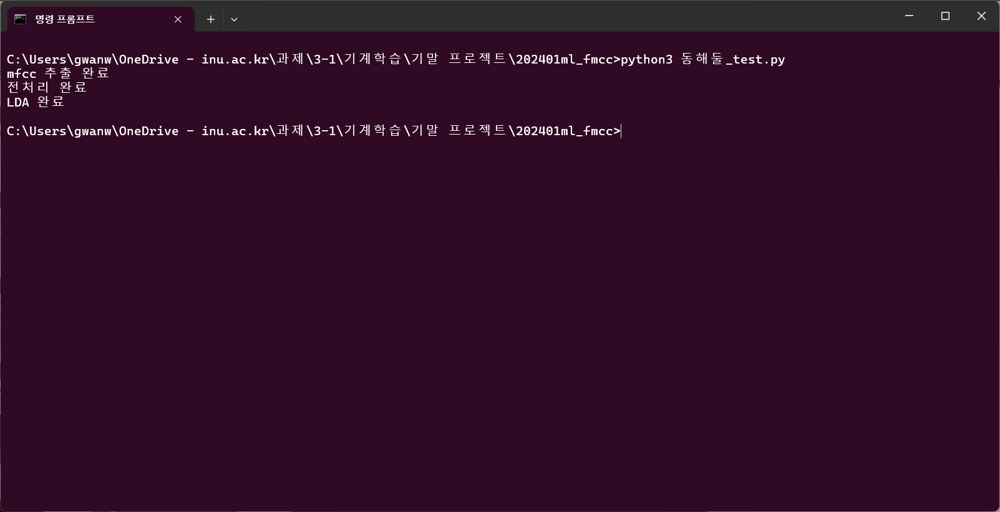 명령 프롬프트
C:\Users\gwanw\OneDrive - inu.ac.kr\과제\3-1\기계학습\기말 프로젝트\202401ml_fmcc>python3 동해둘_test.py
mfcc 추출 완료
전처리 완료
LDA 완료
C:\Users\gwanw\OneDrive - inu.ac.kr\과제\3-1\기계학습\기말 프로젝트\202401ml_fmcc>